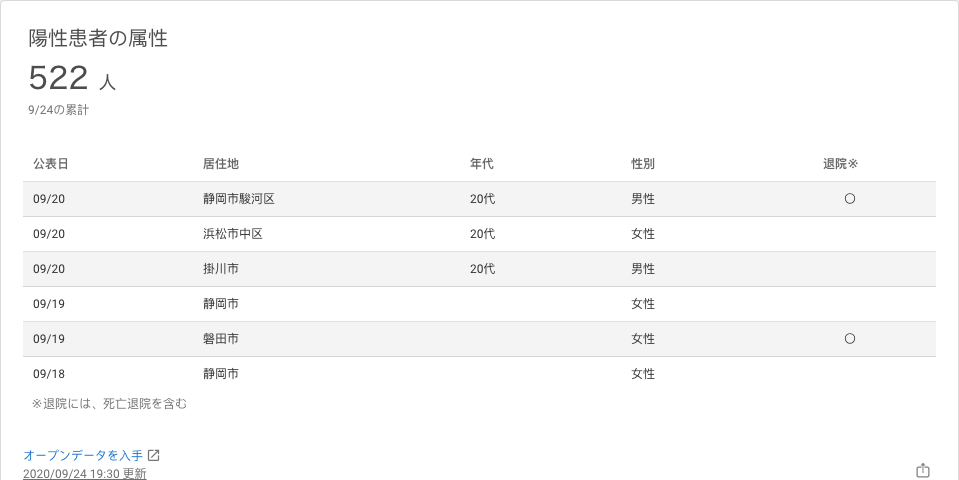 陽性患者の属性
522 人
9/24の累計
公表日 居住地 年代 性別 退院※
09/20 静岡市駿河区 20代 男性 〇
09/20 浜松市中区 20代 女性
09/20 掛川市 20代 男性
09/19 静岡市 女性
09/19 磐田市 女性 〇
09/18 静岡市 女性
※退院には、死亡退院を含む
オープンデータを入手
2020/09/24 19:30 更新